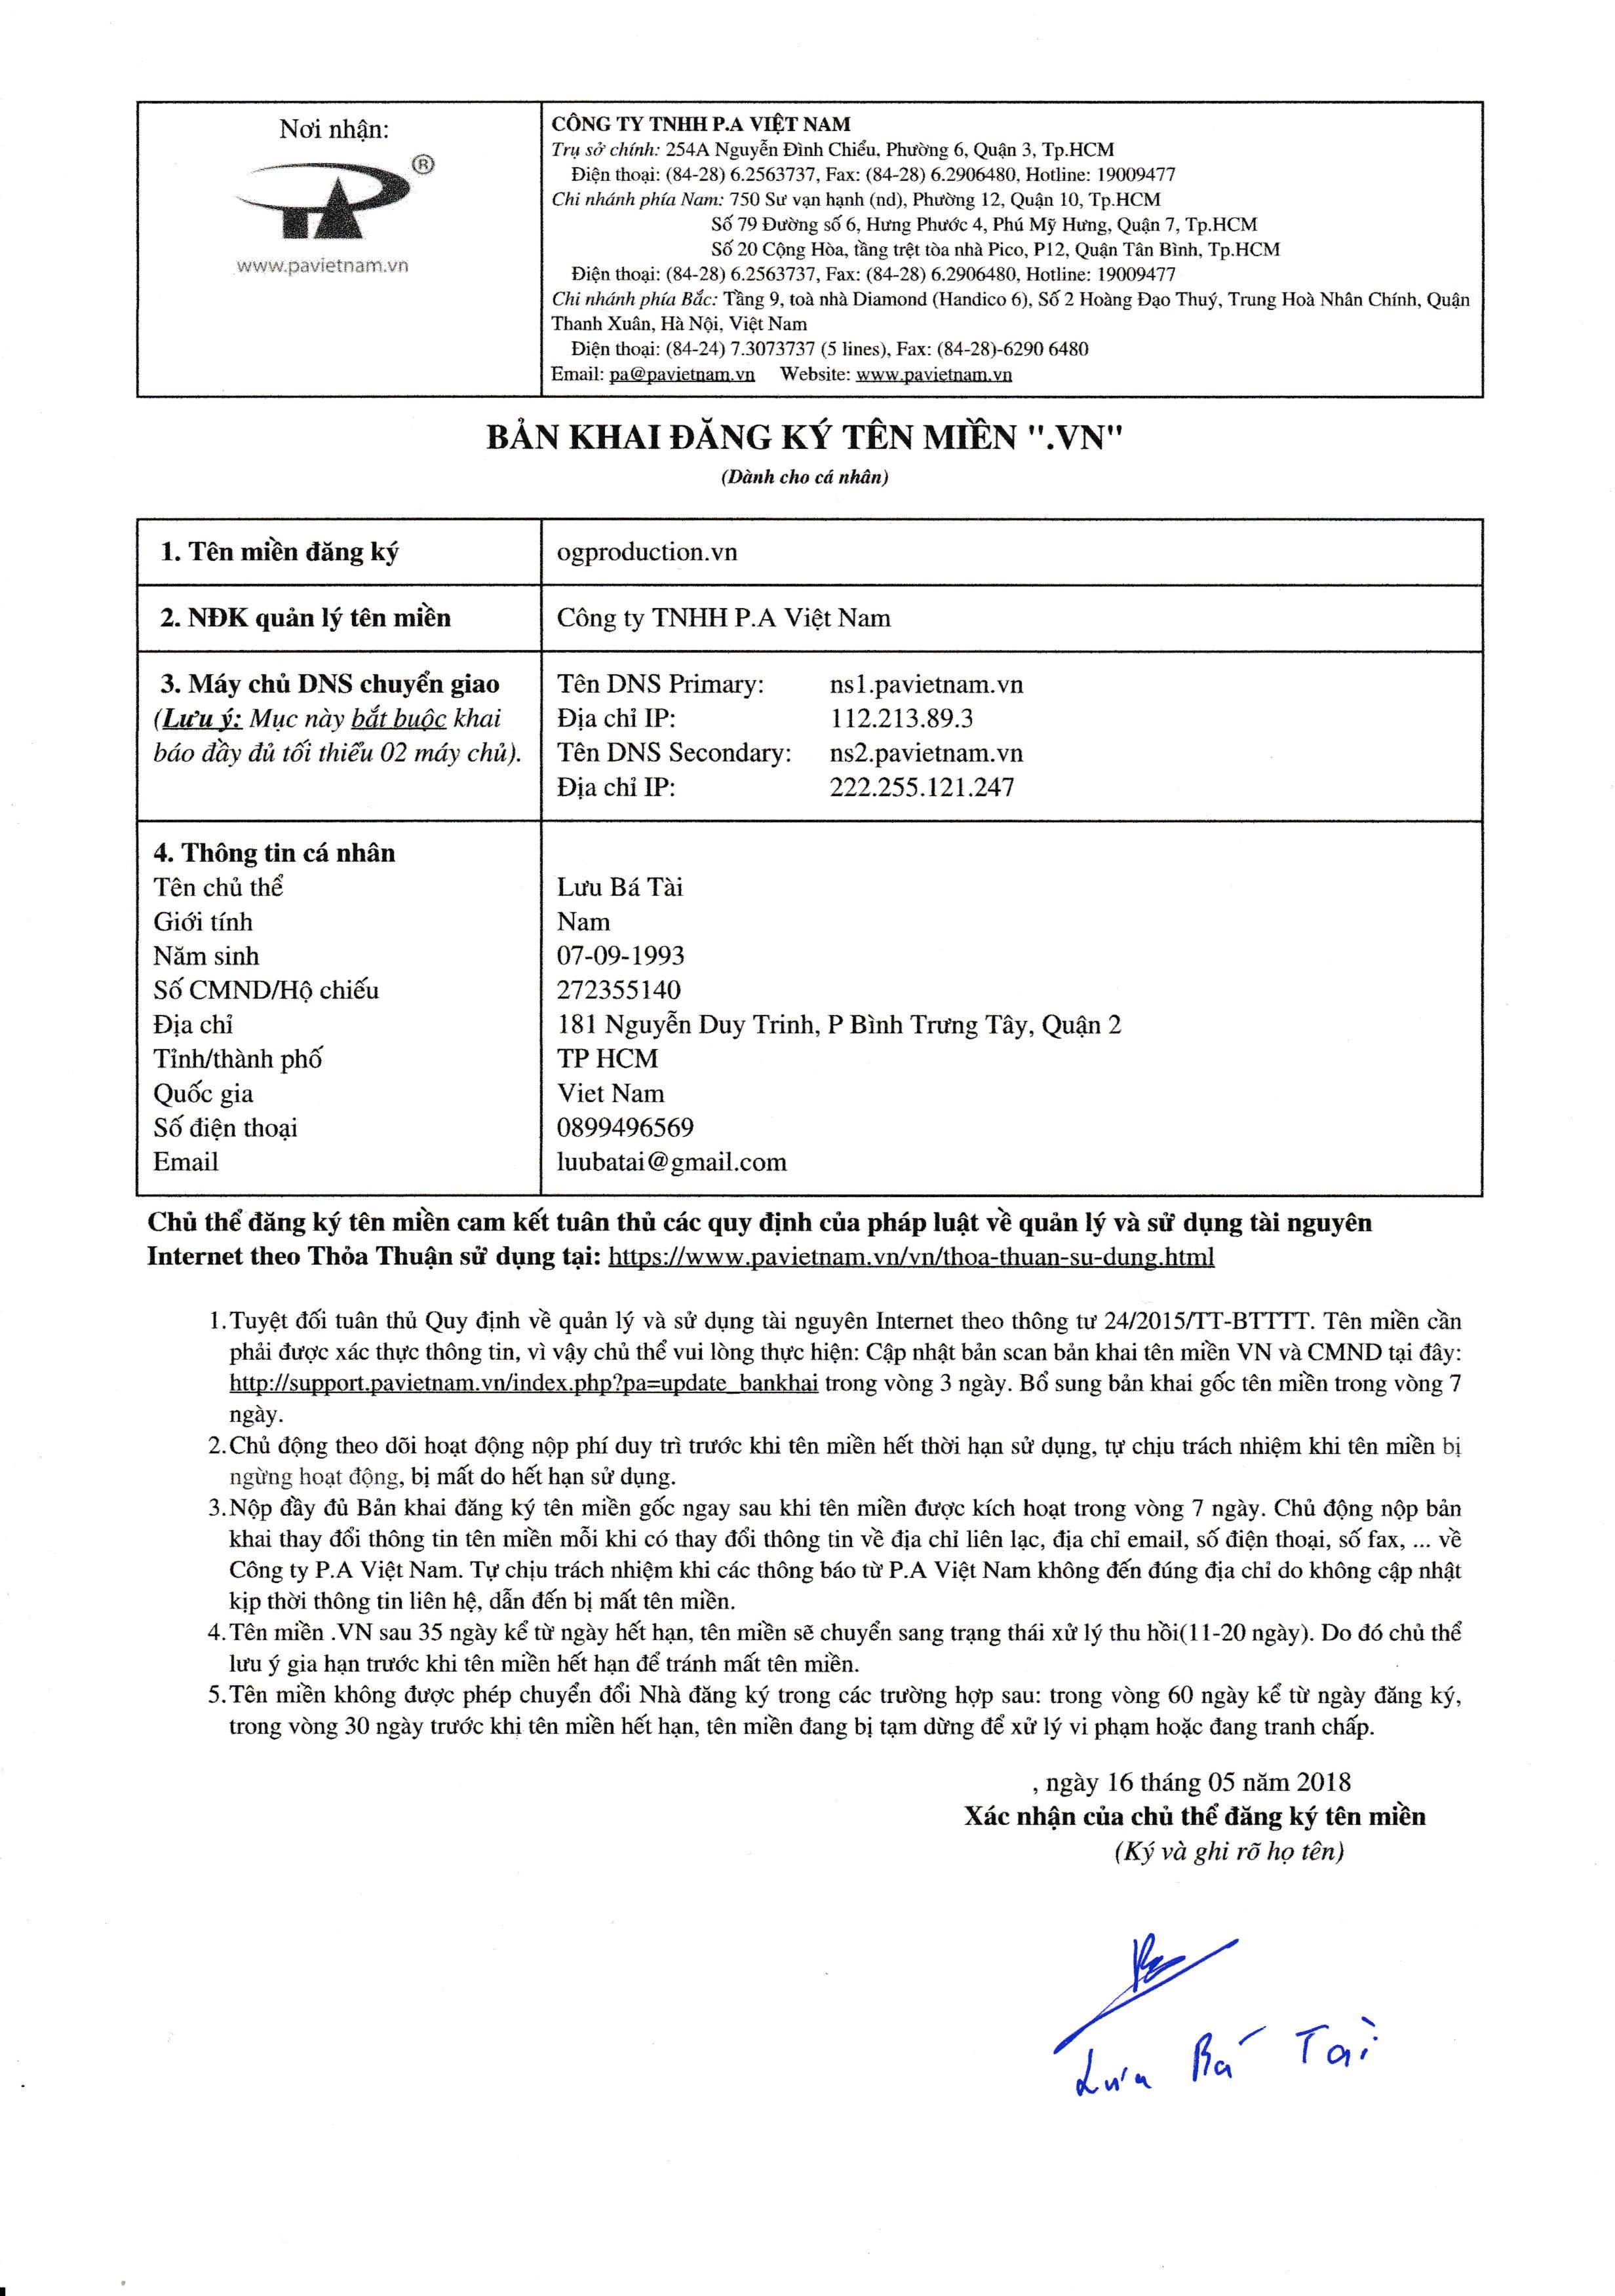 Nơi nhận:
®
www.pavietnam.vn
CÔNG TY TNHH P.A VIỆT NAM
Trụ sở chính: 254A Nguyễn Đình Chiểu, Phường 6, Quận 3, Tp.HCM
Điện thoại: (84-28) 6.2563737, Fax: (84-28) 6.2906480, Hotline: 19009477
Chi nhánh phía Nam: 750 Sư vạn hạnh (nd), Phường 12, Quận 10, Tp.HCM
Số 79 Đường số 6, Hưng Phước 4, Phú Mỹ Hưng, Quận 7, Tp.HCM
Số 20 Cộng Hòa, tầng trệt tòa nhà Pico, P12, Quận Tân Bình, Tp.HCM
Điện thoại: (84-28) 6.2563737, Fax: (84-28) 6.2906480, Hotline: 19009477
Chi nhánh phía Bắc: Tầng 9, toà nhà Diamond (Handico 6), Số 2 Hoàng Đạo Thuý, Trung Hoà Nhân Chính, Quận
Thanh Xuân, Hà Nội, Việt Nam
Điện thoại: (84-24) 7.3073737 (5 lines), Fax: (84-28)-6290 6480
Email: pa@pavietnam.vn Website: www.pavietnam.vn
BẢN KHAI ĐĂNG KÝ TÊN MIỀN ".VN"
(Dành cho cá nhân)
1. Tên miền đăng ký ogproduction.vn
2. NĐK quản lý tên miền Công ty TNHH P.A Việt Nam
3. Máy chủ DNS chuyển giao Tên DNS Primary: ns1.pavietnam.vn
(Lưu ý: Mục này bắt buộc khai Địa chỉ IP: 112.213.89.3
báo đầy đủ tối thiểu 02 máy chủ). Tên DNS Secondary: ns2.pavietnam.vn
Địa chỉ IP: 222.255.121.247
4. Thông tin cá nhân
Tên chủ thể Lưu Bá Tài
Giới tính Nam
Năm sinh 07-09-1993
Số CMND/Hộ chiếu 272355140
Địa chỉ 181 Nguyễn Duy Trinh, P Bình Trưng Tây, Quận 2
Tỉnh/thành phố TP HCM
Quốc gia Viet Nam
Số điện thoại 0899496569
Email luubatai@gmail.com
Chủ thể đăng ký tên miền cam kết tuân thủ các quy định của pháp luật về quản lý và sử dụng tài nguyên
Internet theo Thỏa Thuận sử dụng tại: https://www.pavietnam.vn/vn/thoa-thuan-su-dung.html
1. Tuyệt đối tuân thủ Quy định về quản lý và sử dụng tài nguyên Internet theo thông tư 24/2015/TT-BTTTT. Tên miền cần
phải được xác thực thông tin, vì vậy chủ thể vui lòng thực hiện: Cập nhật bản scan bản khai tên miền VN và CMND tại đây:
http://support.pavietnam.vn/index.php?pa=update_bankhai trong vòng 3 ngày. Bổ sung bản khai gốc tên miền trong vòng 7
ngày.
2. Chủ động theo dõi hoạt động nộp phí duy trì trước khi tên miền hết thời hạn sử dụng, tự chịu trách nhiệm khi tên miền bị
ngừng hoạt động, bị mất do hết hạn sử dụng.
3. Nộp đầy đủ Bản khai đăng ký tên miền gốc ngay sau khi tên miền được kích hoạt trong vòng 7 ngày. Chủ động nộp bản
khai thay đổi thông tin tên miền mỗi khi có thay đổi thông tin về địa chỉ liên lạc, địa chỉ email, số điện thoại, số fax, ... về
Công ty P.A Việt Nam. Tự chịu trách nhiệm khi các thông báo từ P.A Việt Nam không đến đúng địa chỉ do không cập nhật
kịp thời thông tin liên hệ, dẫn đến bị mất tên miền.
4. Tên miền .VN sau 35 ngày kể từ ngày hết hạn, tên miền sẽ chuyển sang trạng thái xử lý thu hồi(11-20 ngày). Do đó chủ thể
lưu ý gia hạn trước khi tên miền hết hạn để tránh mất tên miền.
5. Tên miền không được phép chuyển đổi Nhà đăng ký trong các trường hợp sau: trong vòng 60 ngày kể từ ngày đăng ký,
trong vòng 30 ngày trước khi tên miền hết hạn, tên miền đang bị tạm dừng để xử lý vi phạm hoặc đang tranh chấp.
, ngày 16 tháng 05 năm 2018
Xác nhận của chủ thể đăng ký tên miền
(Ký và ghi rõ họ tên)
Lưu Bá Tài